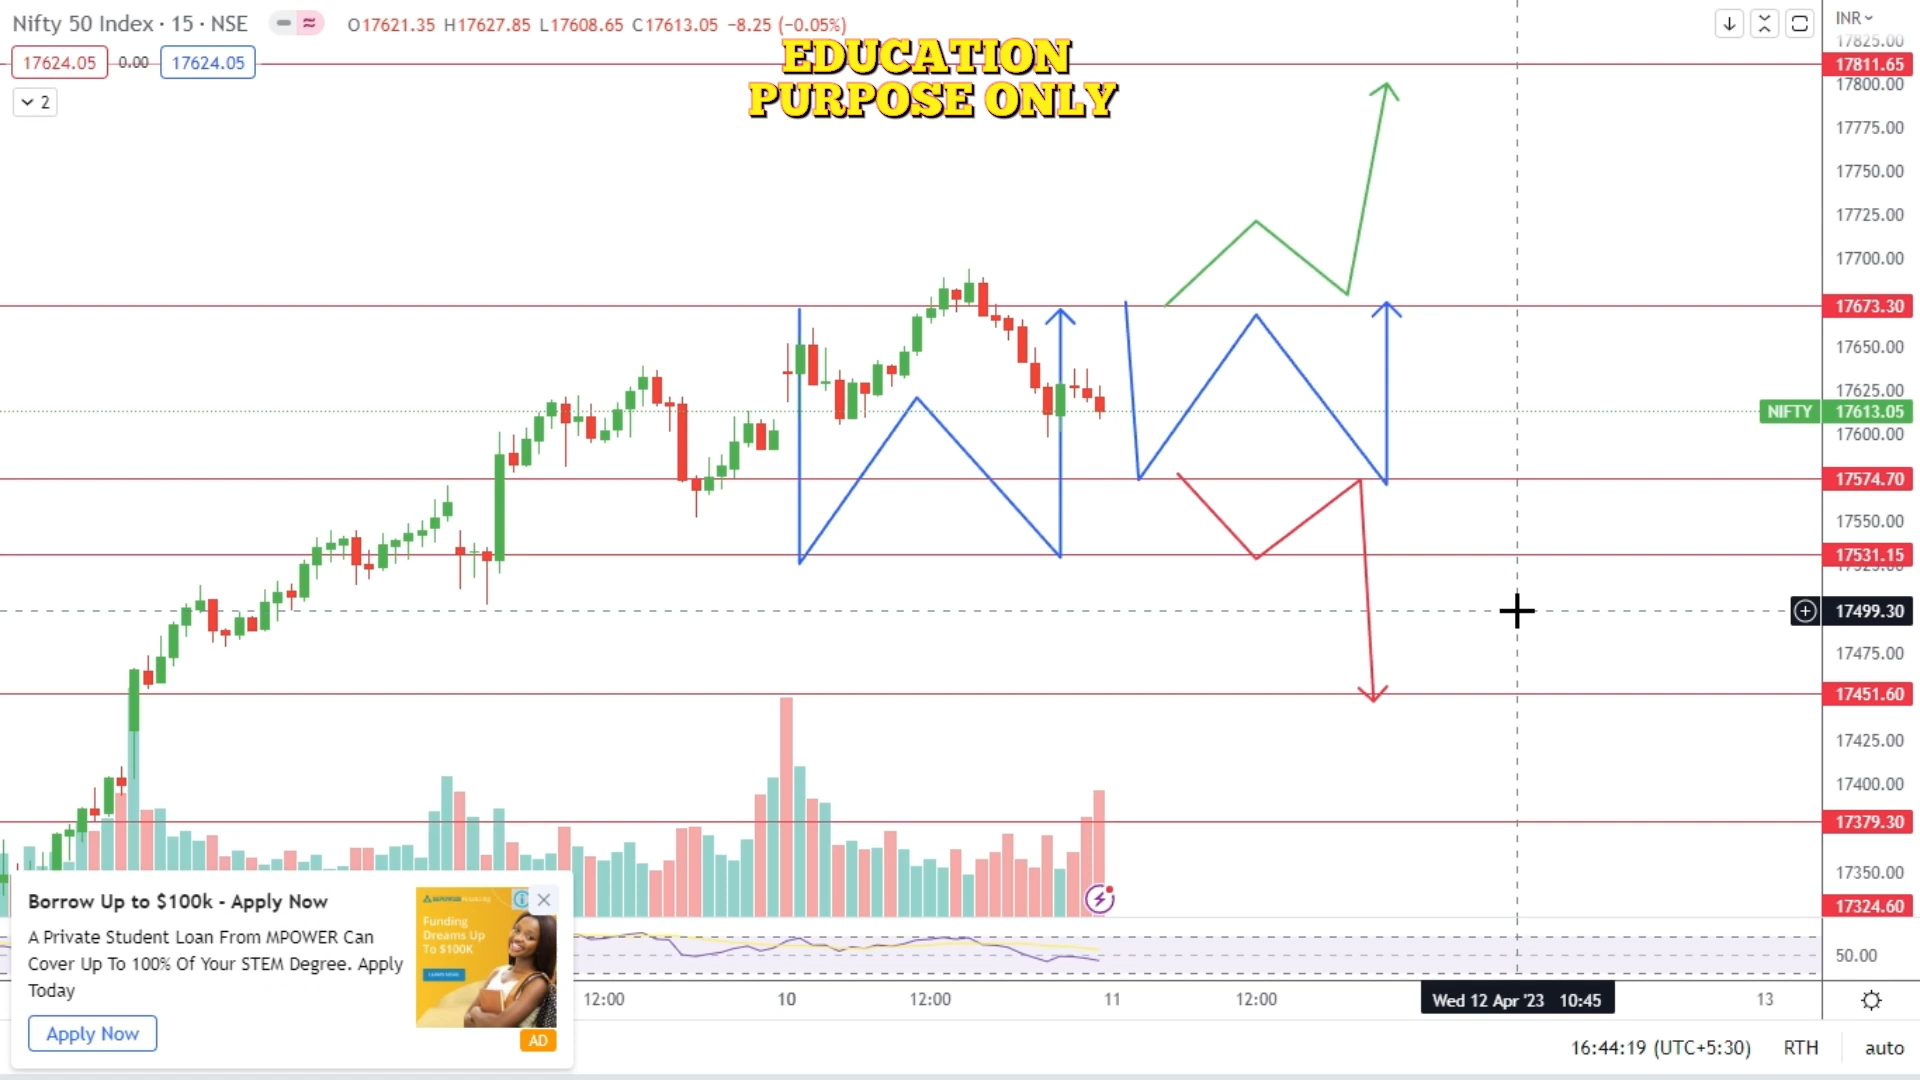 Nifty 50 Index · 15 · NSE
O17621.35 H17627.85 L17608.65 C17613.05 −8.25 (−0.05%)
INR
17825.00
17624.05 0.00 17624.05
2
EDUCATION
PURPOSE ONLY
17811.65
17800.00
17775.00
17750.00
17725.00
17700.00
17673.30
17650.00
17625.00
NIFTY 17613.05
17600.00
17574.70
17550.00
17531.15
17499.30
17475.00
17451.60
17425.00
17400.00
17379.30
17350.00
17324.60
50.00
Borrow Up to $100k - Apply Now
A Private Student Loan From MPOWER Can
Cover Up To 100% Of Your STEM Degree. Apply
Today
Apply Now
Funding
Dreams Up
To $100K
AD
12:00 10 12:00 11 12:00 Wed 12 Apr '23 10:45 13
16:44:19 (UTC+5:30) RTH auto